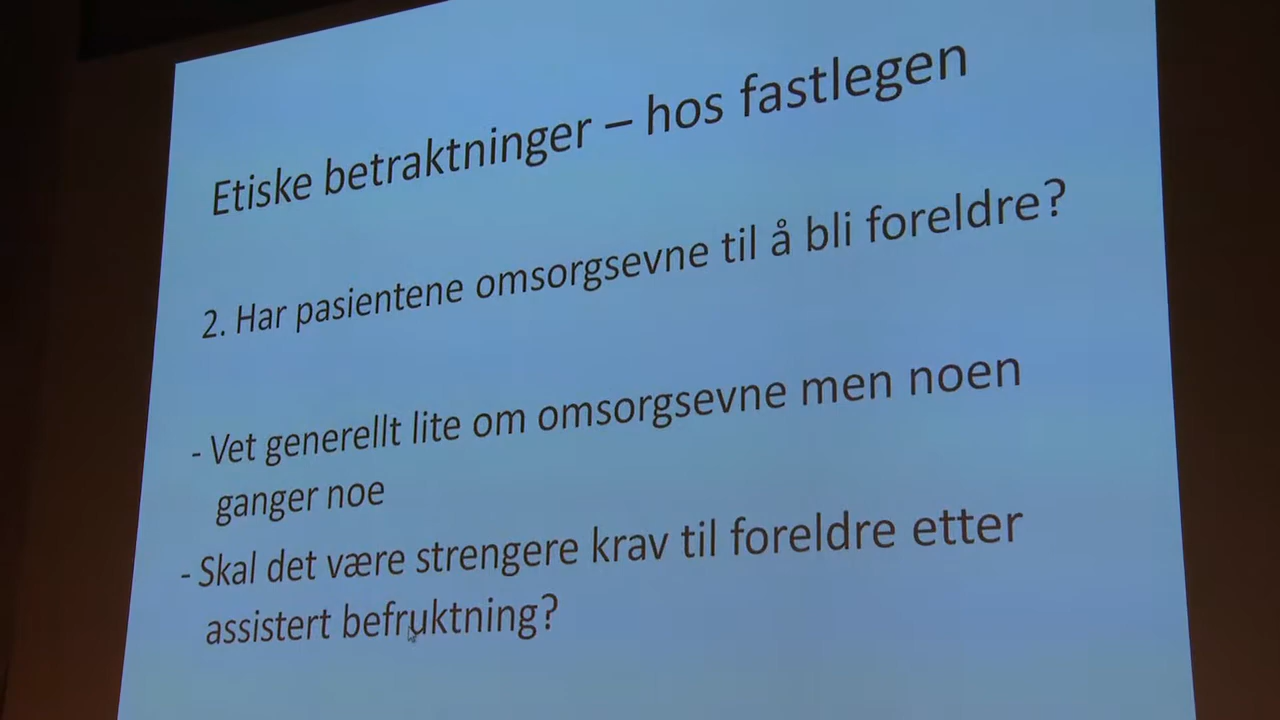 Etiske betraktninger – hos fastlegen
2. Har pasientene omsorgsevne til å bli foreldre?
- Vet generellt lite om omsorgsevne men noen
ganger noe
- Skal det være strengere krav til foreldre etter
assistert befruktning?